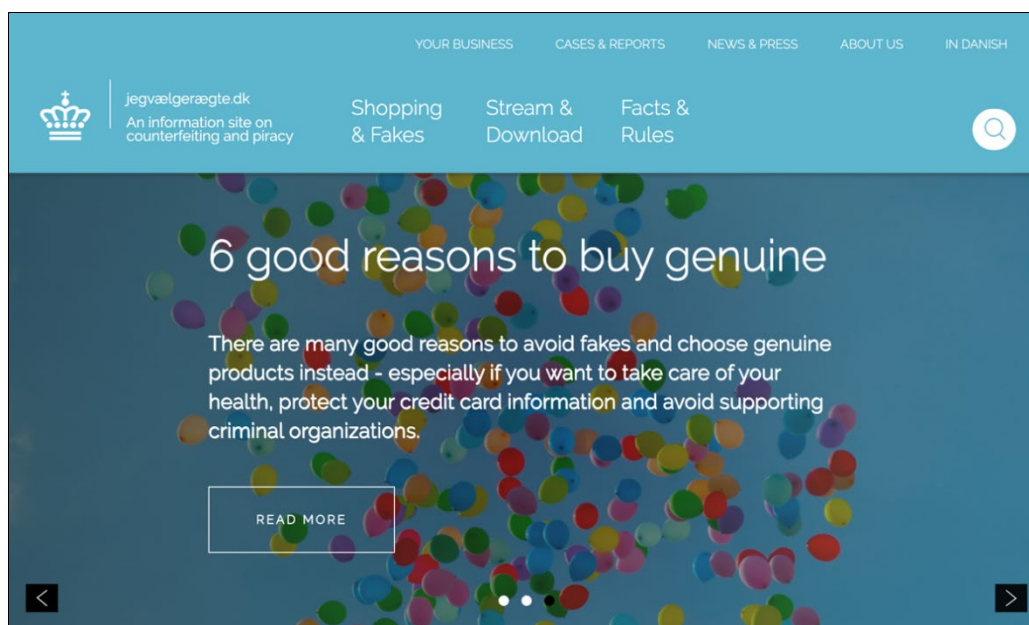 YOUR BUSINESS CASES & REPORTS NEWS & PRESS ABOUT US IN DANISH
jegvælgerægte.dk
An information site on
counterfeiting and piracy
Shopping
& Fakes
Stream &
Download
Facts &
Rules
6 good reasons to buy genuine
There are many good reasons to avoid fakes and choose genuine
products instead - especially if you want to take care of your
health, protect your credit card information and avoid supporting
criminal organizations.
READ MORE